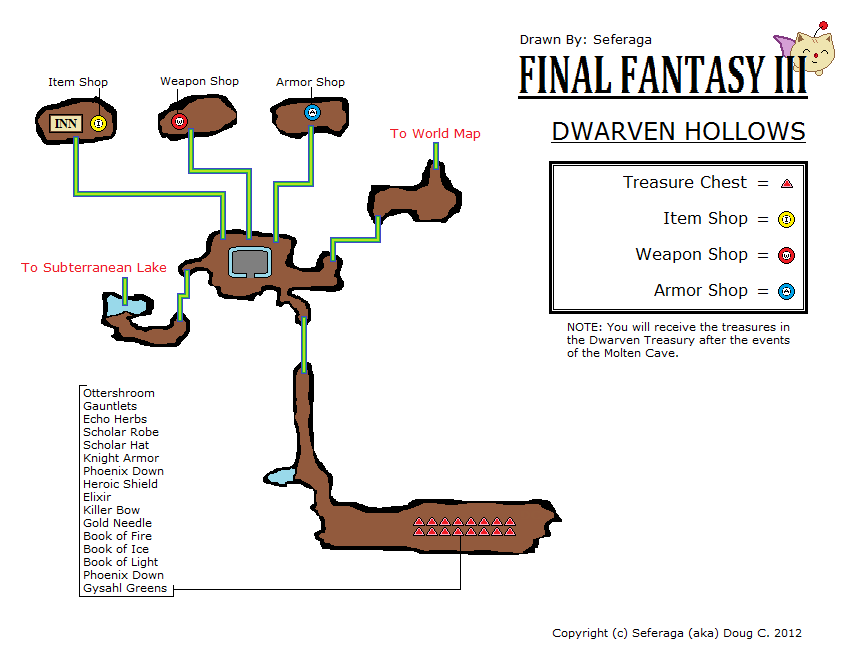 Drawn By: Seferaga
FINAL FANTASY III
DWARVEN HOLLOWS
Item Shop
Weapon Shop
Armor Shop
INN
I
W
A
To World Map
To Subterranean Lake
Treasure Chest =
Item Shop = I
Weapon Shop = W
Armor Shop = A
NOTE: You will receive the treasures in
the Dwarven Treasury after the events
of the Molten Cave.
Ottershroom
Gauntlets
Echo Herbs
Scholar Robe
Scholar Hat
Knight Armor
Phoenix Down
Heroic Shield
Elixir
Killer Bow
Gold Needle
Book of Fire
Book of Ice
Book of Light
Phoenix Down
Gysahl Greens
Copyright (c) Seferaga (aka) Doug C. 2012